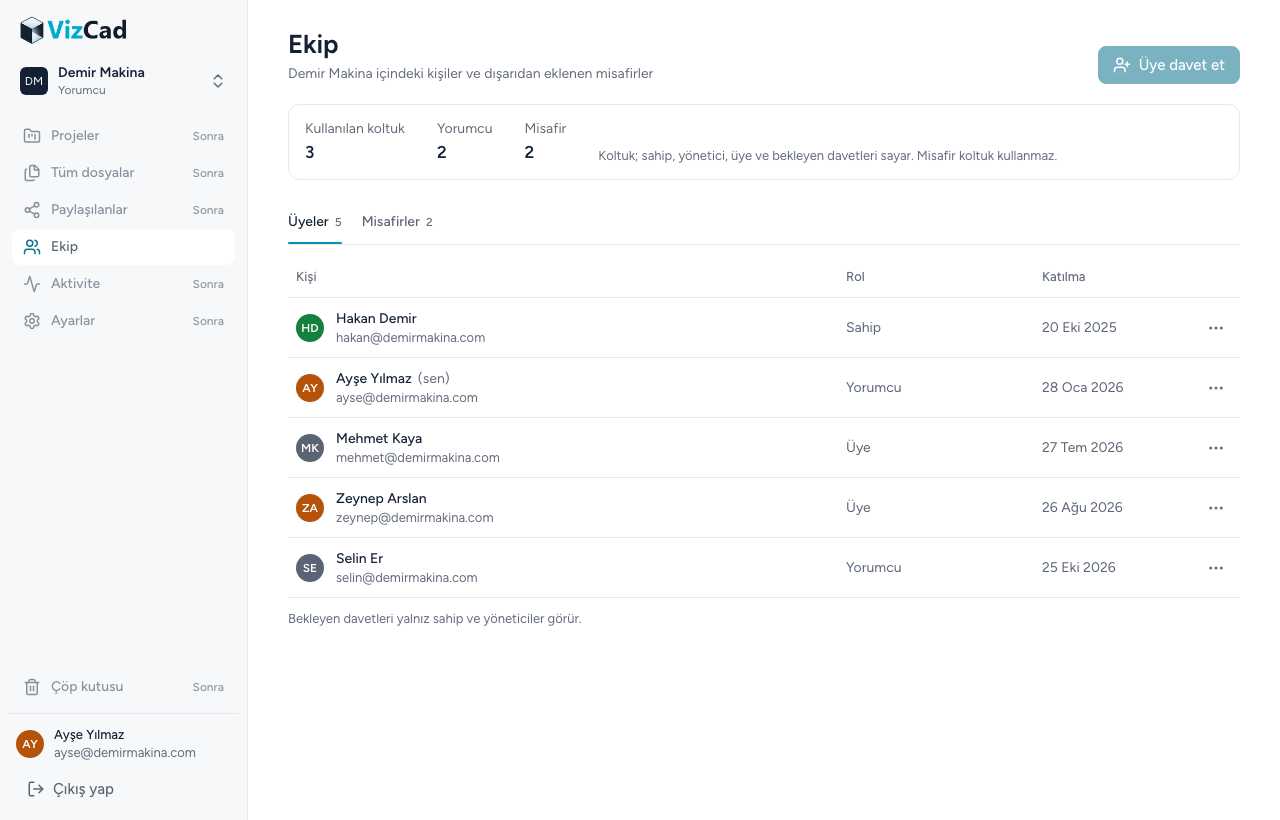 VizCad
DM
Demir Makina
Yorumcu
Projeler Sonra
Tüm dosyalar Sonra
Paylaşılanlar Sonra
Ekip
Aktivite Sonra
Ayarlar Sonra
Çöp kutusu Sonra
AY
Ayşe Yılmaz
ayse@demirmakina.com
Çıkış yap
Ekip
Demir Makina içindeki kişiler ve dışarıdan eklenen misafirler
Üye davet et
Kullanılan koltuk Yorumcu Misafir
3 2 2
Koltuk; sahip, yönetici, üye ve bekleyen davetleri sayar. Misafir koltuk kullanmaz.
Üyeler 5 Misafirler 2
Kişi Rol Katılma
HD
Hakan Demir
hakan@demirmakina.com
Sahip 20 Eki 2025
AY
Ayşe Yılmaz (sen)
ayse@demirmakina.com
Yorumcu 28 Oca 2026
MK
Mehmet Kaya
mehmet@demirmakina.com
Üye 27 Tem 2026
ZA
Zeynep Arslan
zeynep@demirmakina.com
Üye 26 Ağu 2026
SE
Selin Er
selin@demirmakina.com
Yorumcu 25 Eki 2026
Bekleyen davetleri yalnız sahip ve yöneticiler görür.